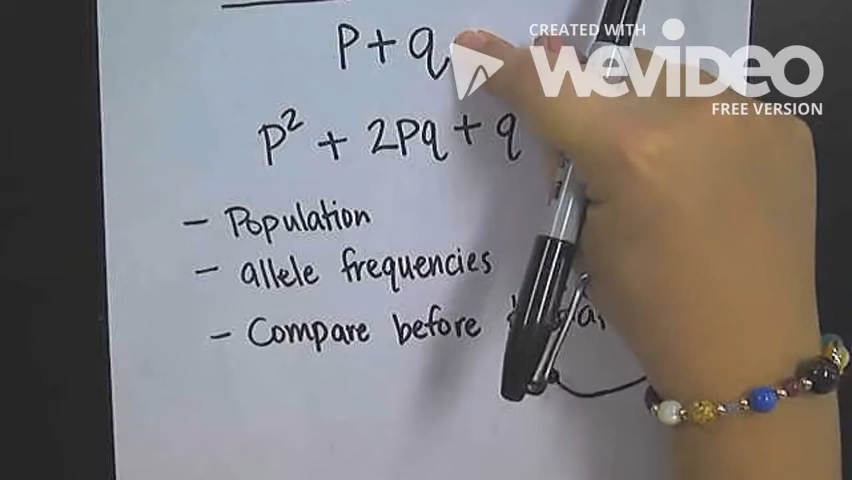 CREATED WITH
WEVIDEO
FREE VERSION
p + q
p² + 2pq + q
- Population
- allele frequencies
- Compare before